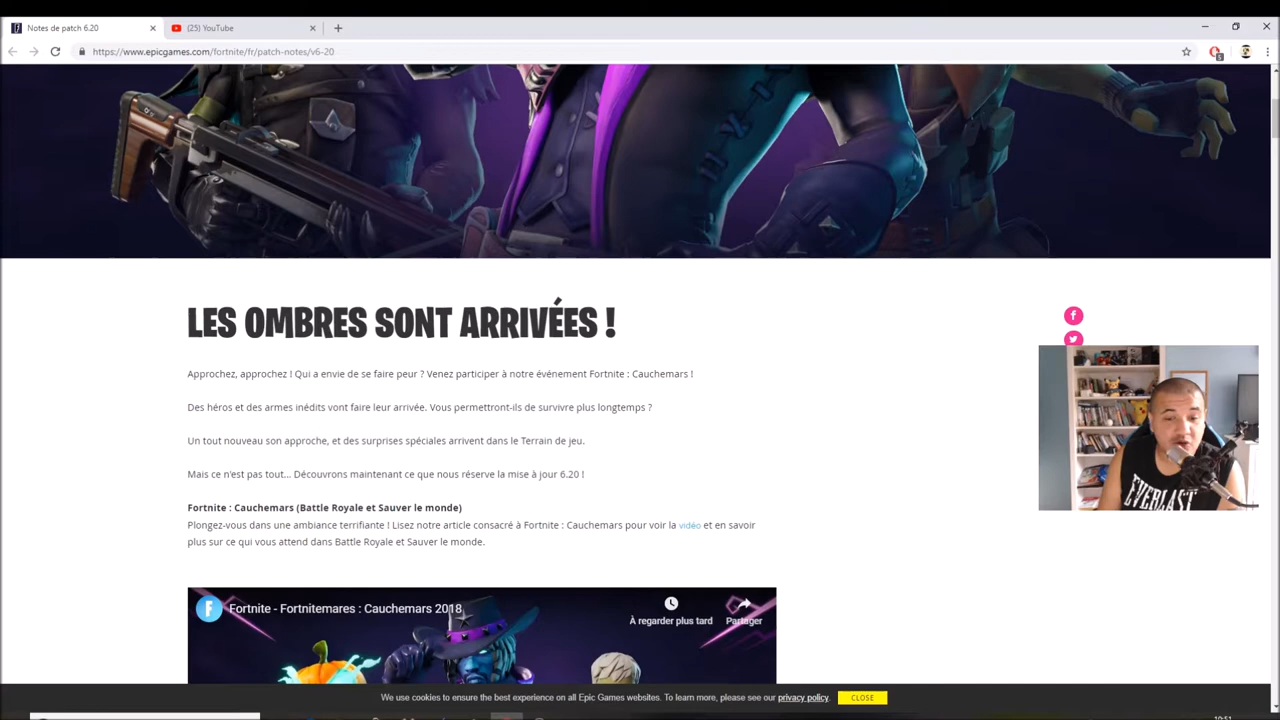 Notes de patch 6.20
(25) YouTube
https://www.epicgames.com/fortnite/fr/patch-notes/v6-20
5
LES OMBRES SONT ARRIVÉES !
Approchez, approchez ! Qui a envie de se faire peur ? Venez participer à notre événement Fortnite : Cauchemars !
Des héros et des armes inédits vont faire leur arrivée. Vous permettront-ils de survivre plus longtemps ?
Un tout nouveau son approche, et des surprises spéciales arrivent dans le Terrain de jeu.
Mais ce n'est pas tout... Découvrons maintenant ce que nous réserve la mise à jour 6.20 !
EVERLAST
Fortnite : Cauchemars (Battle Royale et Sauver le monde)
Plongez-vous dans une ambiance terrifiante ! Lisez notre article consacré à Fortnite : Cauchemars pour voir la vidéo et en savoir
plus sur ce qui vous attend dans Battle Royale et Sauver le monde.
Fortnite - Fortnitemares : Cauchemars 2018
À regarder plus tard
Partager
We use cookies to ensure the best experience on all Epic Games websites. To learn more, please see our privacy policy.
CLOSE